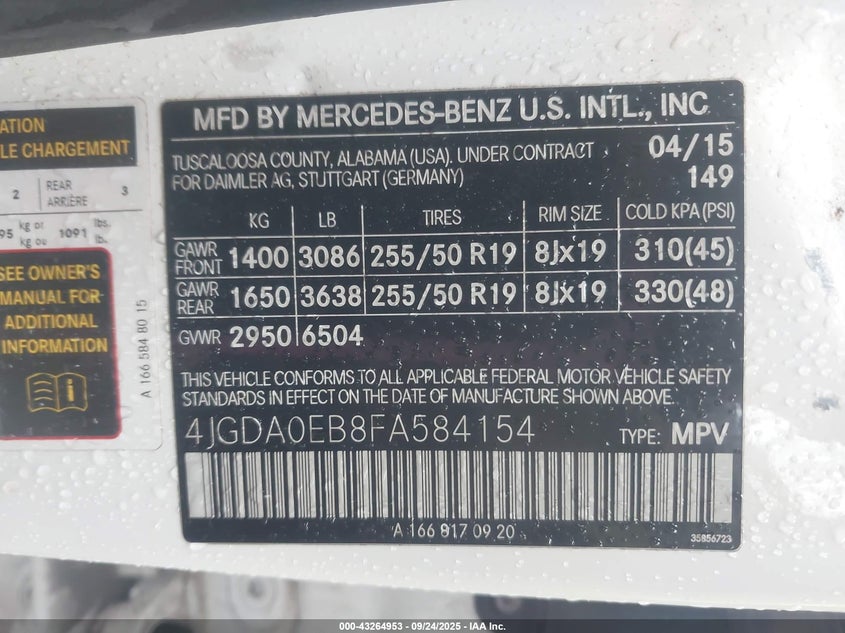 ATION
LE CHARGEMENT
2 REAR ARRIÈRE 3
95 kg or kg ou 1091 lbs. lb.
SEE OWNER'S
MANUAL FOR
ADDITIONAL
INFORMATION
A 166 584 80 15
MFD BY MERCEDES-BENZ U.S. INTL., INC
TUSCALOOSA COUNTY, ALABAMA (USA). UNDER CONTRACT 04/15
FOR DAIMLER AG, STUTTGART (GERMANY) 149
KG LB TIRES RIM SIZE COLD KPA (PSI)
GAWR FRONT 1400 3086 255/50 R19 8Jx19 310(45)
GAWR REAR 1650 3638 255/50 R19 8Jx19 330(48)
GVWR 2950 6504
THIS VEHICLE CONFORMS TO ALL APPLICABLE FEDERAL MOTOR VEHICLE SAFETY
STANDARDS IN EFFECT ON THE DATE OF MANUFACTURE AS SHOWN ABOVE.
4JGDA0EB8FA584154 TYPE: MPV
A 166 817 09 20
35856723
000-43264953 - 09/24/2025 - IAA Inc.